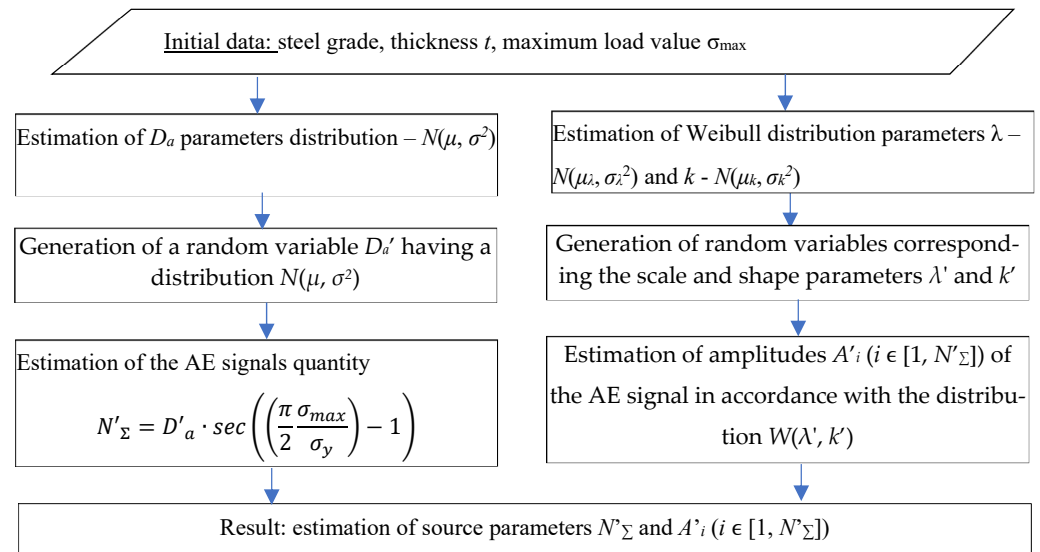 Initial data: steel grade, thickness t, maximum load value σmax
Estimation of Da parameters distribution – N(μ, σ²)
Generation of a random variable Da′ having a
distribution N(μ, σ²)
Estimation of the AE signals quantity
N′Σ = D′a · sec((π/2 σmax/σy) − 1)
Estimation of Weibull distribution parameters λ –
N(μλ, σλ²) and k - N(μk, σk²)
Generation of random variables correspond-
ing the scale and shape parameters λ' and k′
Estimation of amplitudes A′i (i ϵ [1, N′Σ]) of
the AE signal in accordance with the distribu-
tion W(λ', k′)
Result: estimation of source parameters N’Σ and A’i (i ϵ [1, N’Σ])